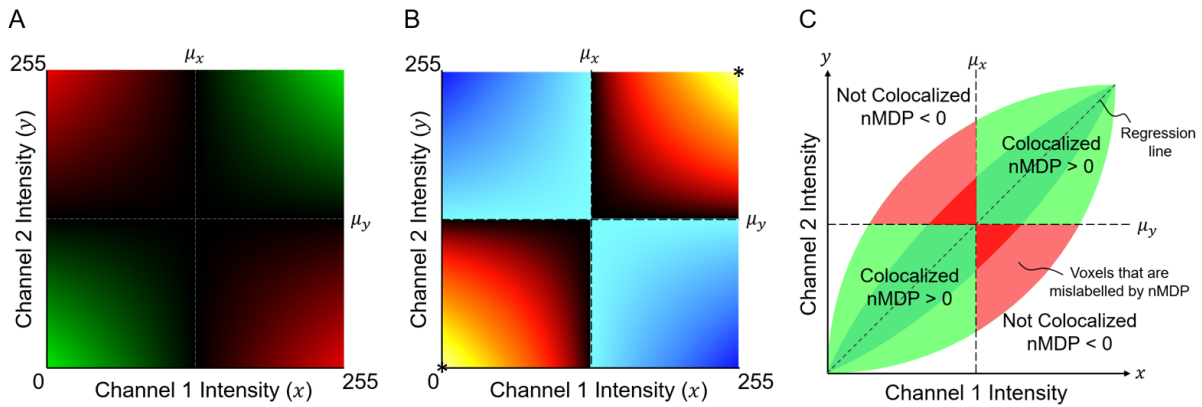 A
μx
255
Channel 2 Intensity (y)
μy
0
Channel 1 Intensity (x)
255
B
μx
255
*
Channel 2 Intensity (y)
μy
*
0
Channel 1 Intensity (x)
255
C
μx
y
Not Colocalized
nMDP < 0
Colocalized
nMDP > 0
Regression
line
Channel 2 Intensity
μy
Colocalized
nMDP > 0
Voxels that are
mislabelled by nMDP
Not Colocalized
nMDP < 0
x
Channel 1 Intensity